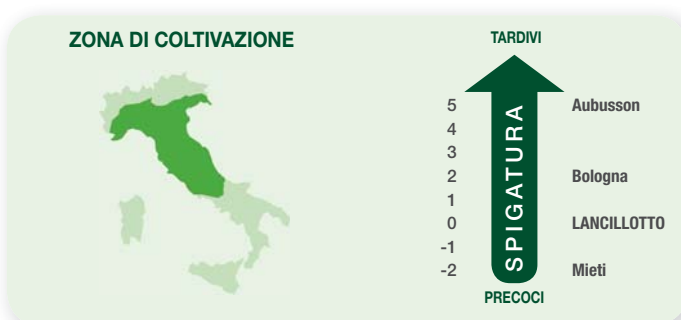 ZONA DI COLTIVAZIONE
TARDIVI
5 Aubusson
4
3
2 Bologna
1
0 LANCILLOTTO
-1
-2 Mieti
SPIGATURA
PRECOCI